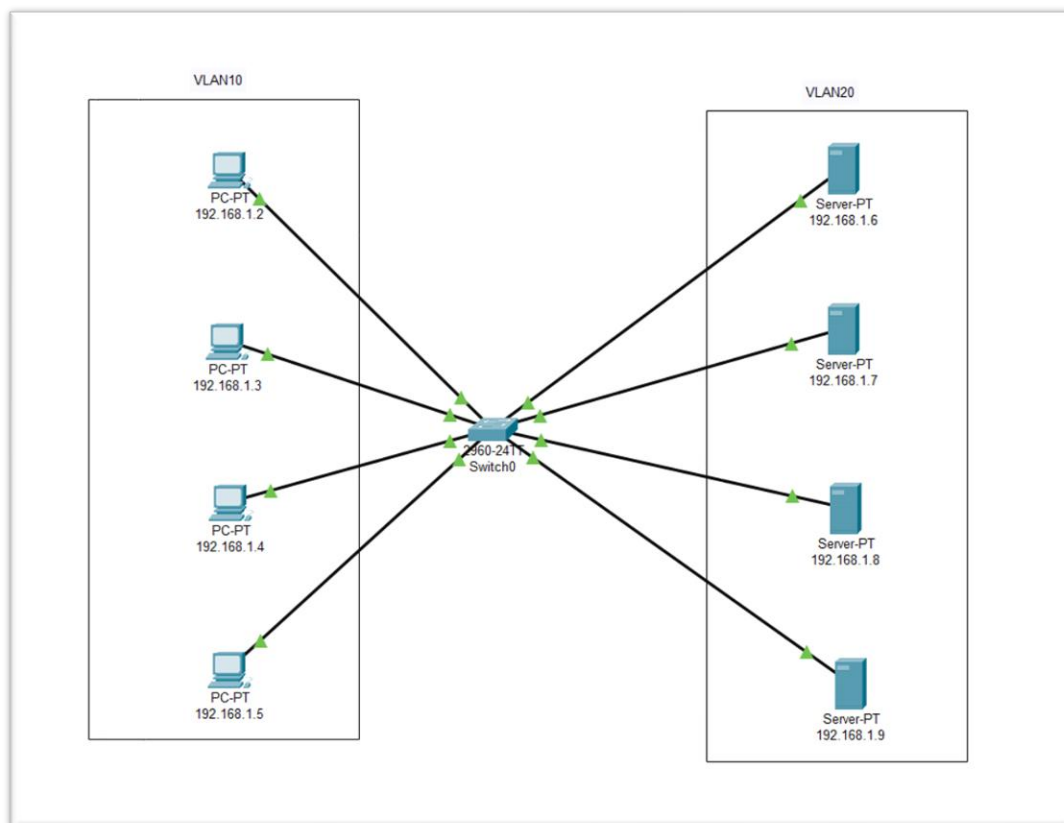 VLAN10
VLAN20
PC-PT
192.168.1.2
Server-PT
192.168.1.6
PC-PT
192.168.1.3
Server-PT
192.168.1.7
2960-24TT
Switch0
PC-PT
192.168.1.4
Server-PT
192.168.1.8
PC-PT
192.168.1.5
Server-PT
192.168.1.9